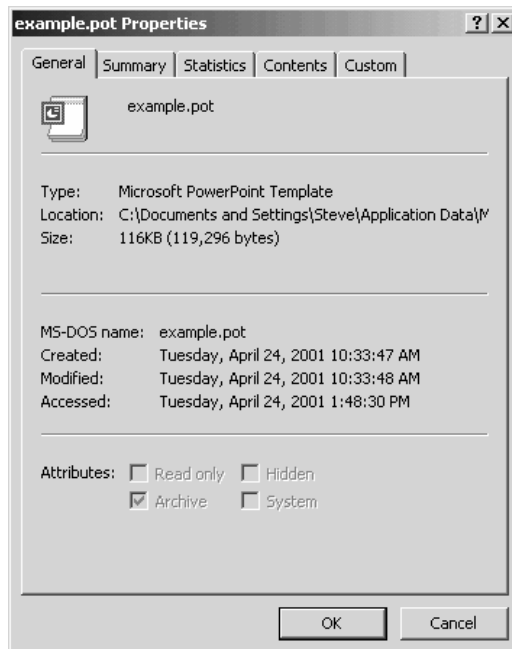 example.pot Properties
General Summary Statistics Contents Custom
example.pot
Type: Microsoft PowerPoint Template
Location: C:\Documents and Settings\Steve\Application Data\M
Size: 116KB (119,296 bytes)
MS-DOS name: example.pot
Created: Tuesday, April 24, 2001 10:33:47 AM
Modified: Tuesday, April 24, 2001 10:33:48 AM
Accessed: Tuesday, April 24, 2001 1:48:30 PM
Attributes: Read only Hidden
Archive System
OK Cancel